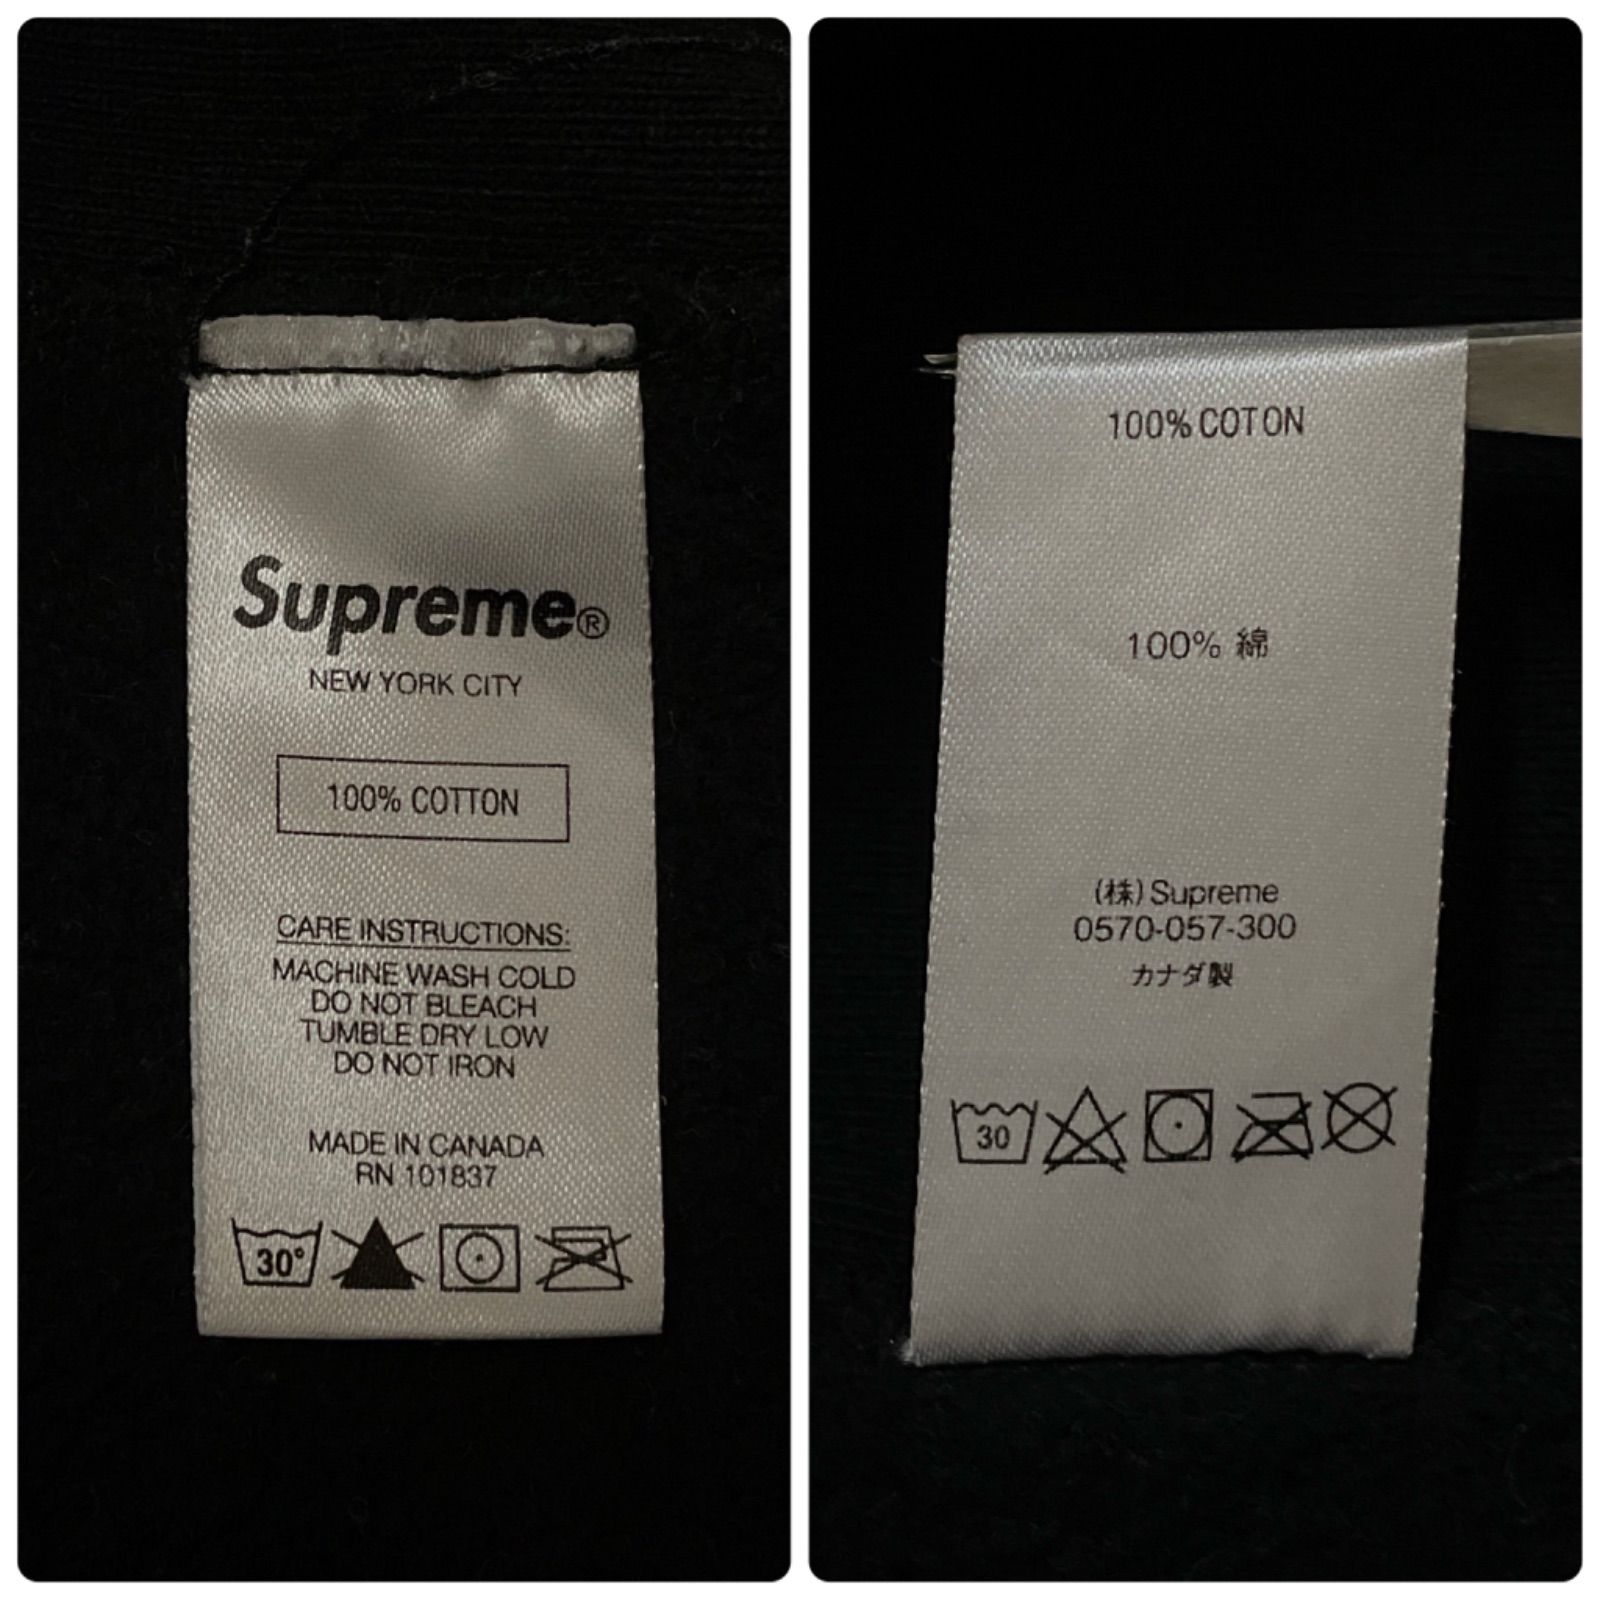 Supreme®
NEW YORK CITY
100% COTTON
CARE INSTRUCTIONS:
MACHINE WASH COLD
DO NOT BLEACH
TUMBLE DRY LOW
DO NOT IRON
MADE IN CANADA
RN 101837
30°
100% COTON
100% 綿
(株)Supreme
0570-057-300
カナダ製
30